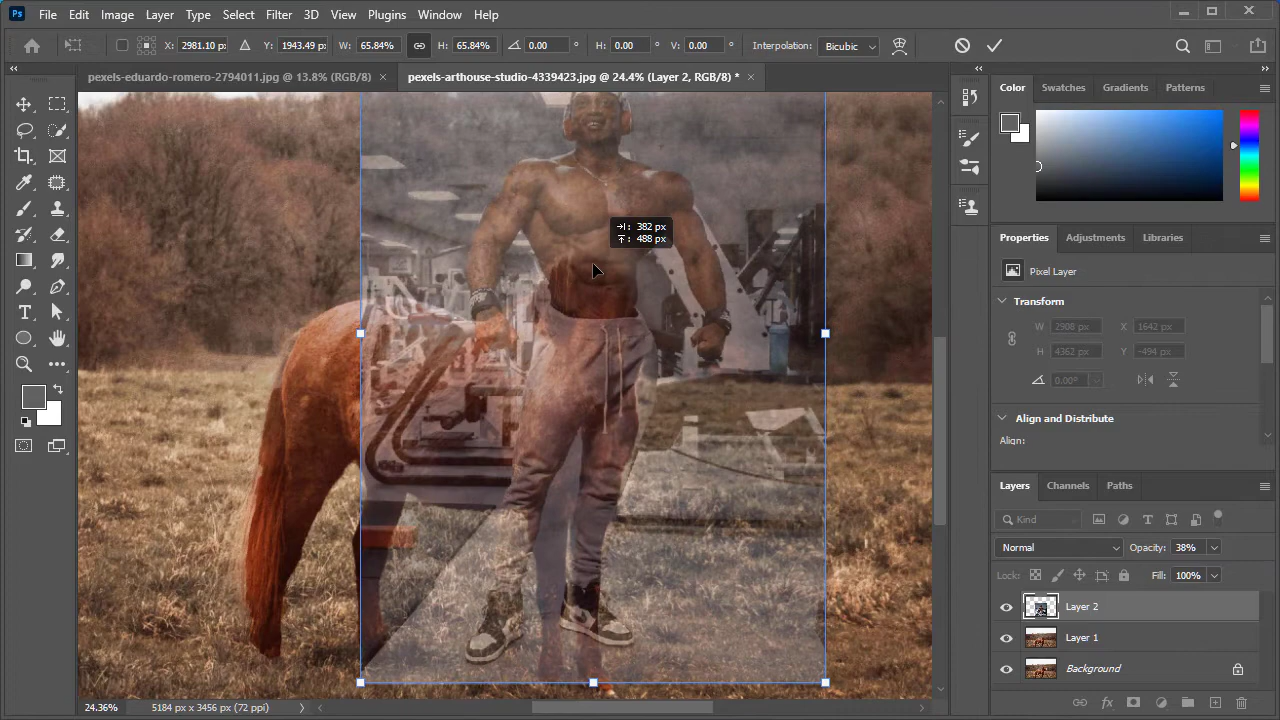 Ps File Edit Image Layer Type Select Filter 3D View Plugins Window Help
X: 2981.10 px Y: 1943.49 px W: 65.84% H: 65.84% 0.00 ° H: 0.00 ° V: 0.00 ° Interpolation: Bicubic
pexels-eduardo-romero-2794011.jpg @ 13.8% (RGB/8) × pexels-arthouse-studio-4339423.jpg @ 24.4% (Layer 2, RGB/8) * ×
Color Swatches Gradients Patterns
382 px
488 px
Properties Adjustments Libraries
Pixel Layer
Transform
W 2908 px X 1642 px
H 4362 px Y -494 px
0.00°
Align and Distribute
Align:
Layers Channels Paths
Kind
Normal Opacity: 38%
Lock: Fill: 100%
Layer 2
Layer 1
Background
24.36% 5184 px x 3456 px (72 ppi)